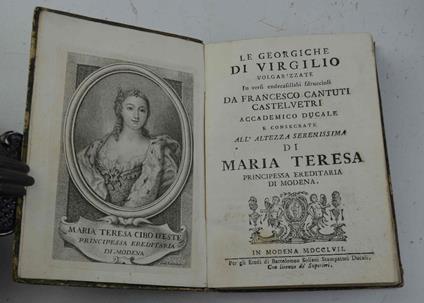 MARIA TERESA CIBO D'ESTE
PRINCIPESSA EREDITARIA
DI MODENA
LE GEORGICHE
DI VIRGILIO
VOLGARIZZATE
In versi endecasillabi sdruccioli
DA FRANCESCO CANTUTI
CASTELVETRI
ACCADEMICO DUCALE
E CONSECRATE
ALL' ALTEZZA SERENISSIMA
DI
MARIA TERESA
PRINCIPESSA EREDITARIA
DI MODENA.
IN MODENA MDCCLVII.
Per gli Eredi di Bartolomeo Soliani Stampatori Ducali.
Con licenza de' Superiori.